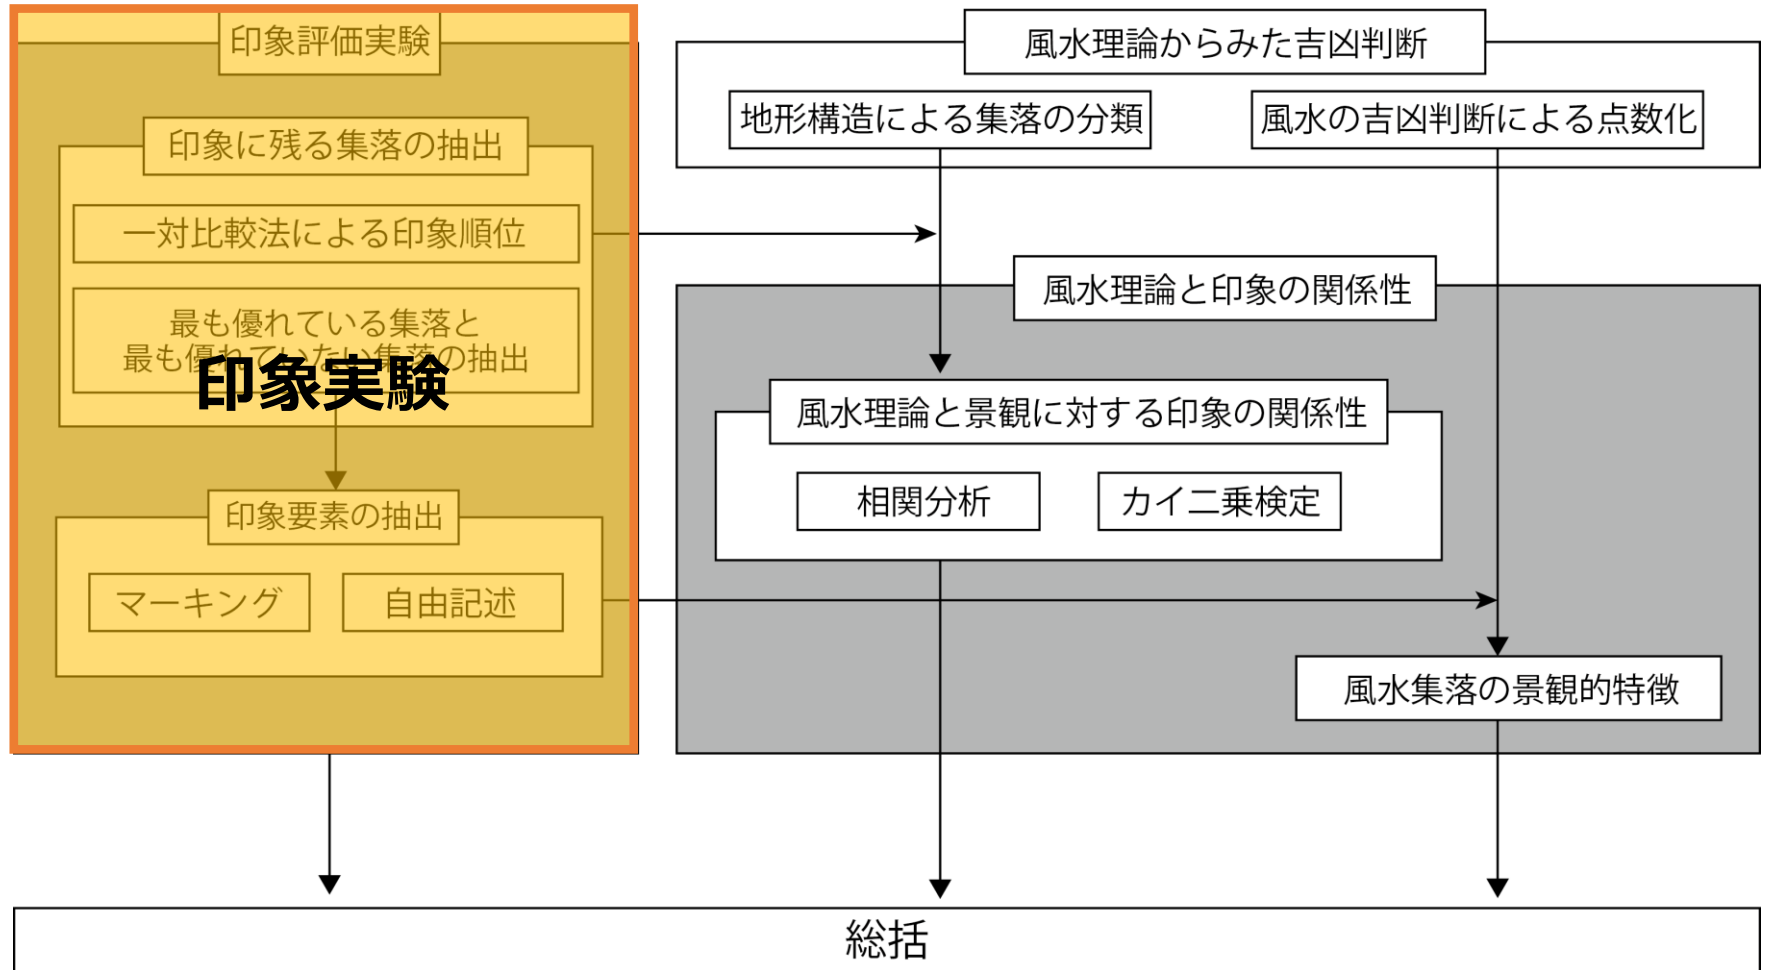 印象評価実験
印象に残る集落の抽出
一対比較法による印象順位
最も優れている集落と
最も優れていない集落の抽出
印象実験
印象要素の抽出
マーキング
自由記述
風水理論からみた吉凶判断
地形構造による集落の分類
風水の吉凶判断による点数化
風水理論と印象の関係性
風水理論と景観に対する印象の関係性
相関分析
カイ二乗検定
風水集落の景観的特徴
総括